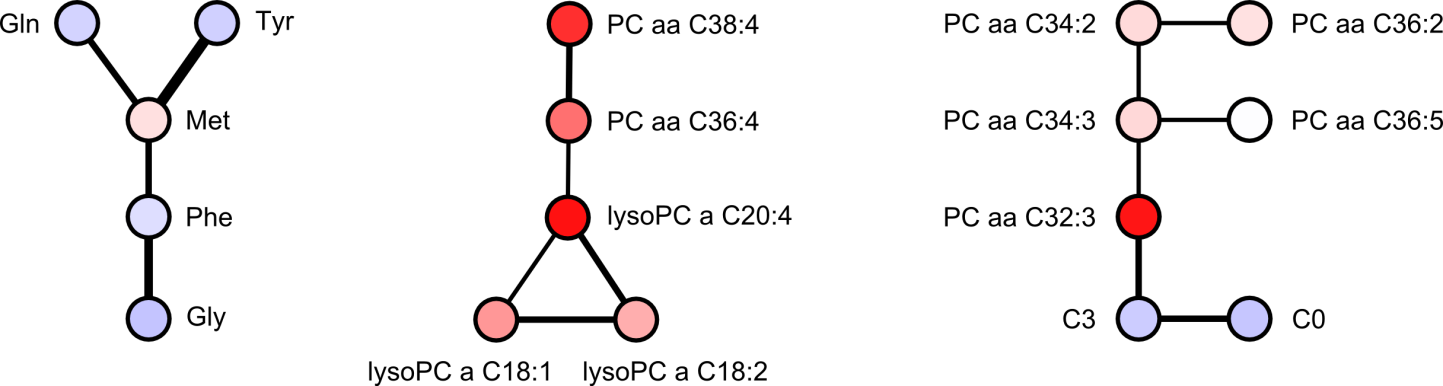 Gln
Tyr
Met
Phe
Gly
PC aa C38:4
PC aa C36:4
lysoPC a C20:4
lysoPC a C18:1
lysoPC a C18:2
PC aa C34:2
PC aa C36:2
PC aa C34:3
PC aa C36:5
PC aa C32:3
C3
C0